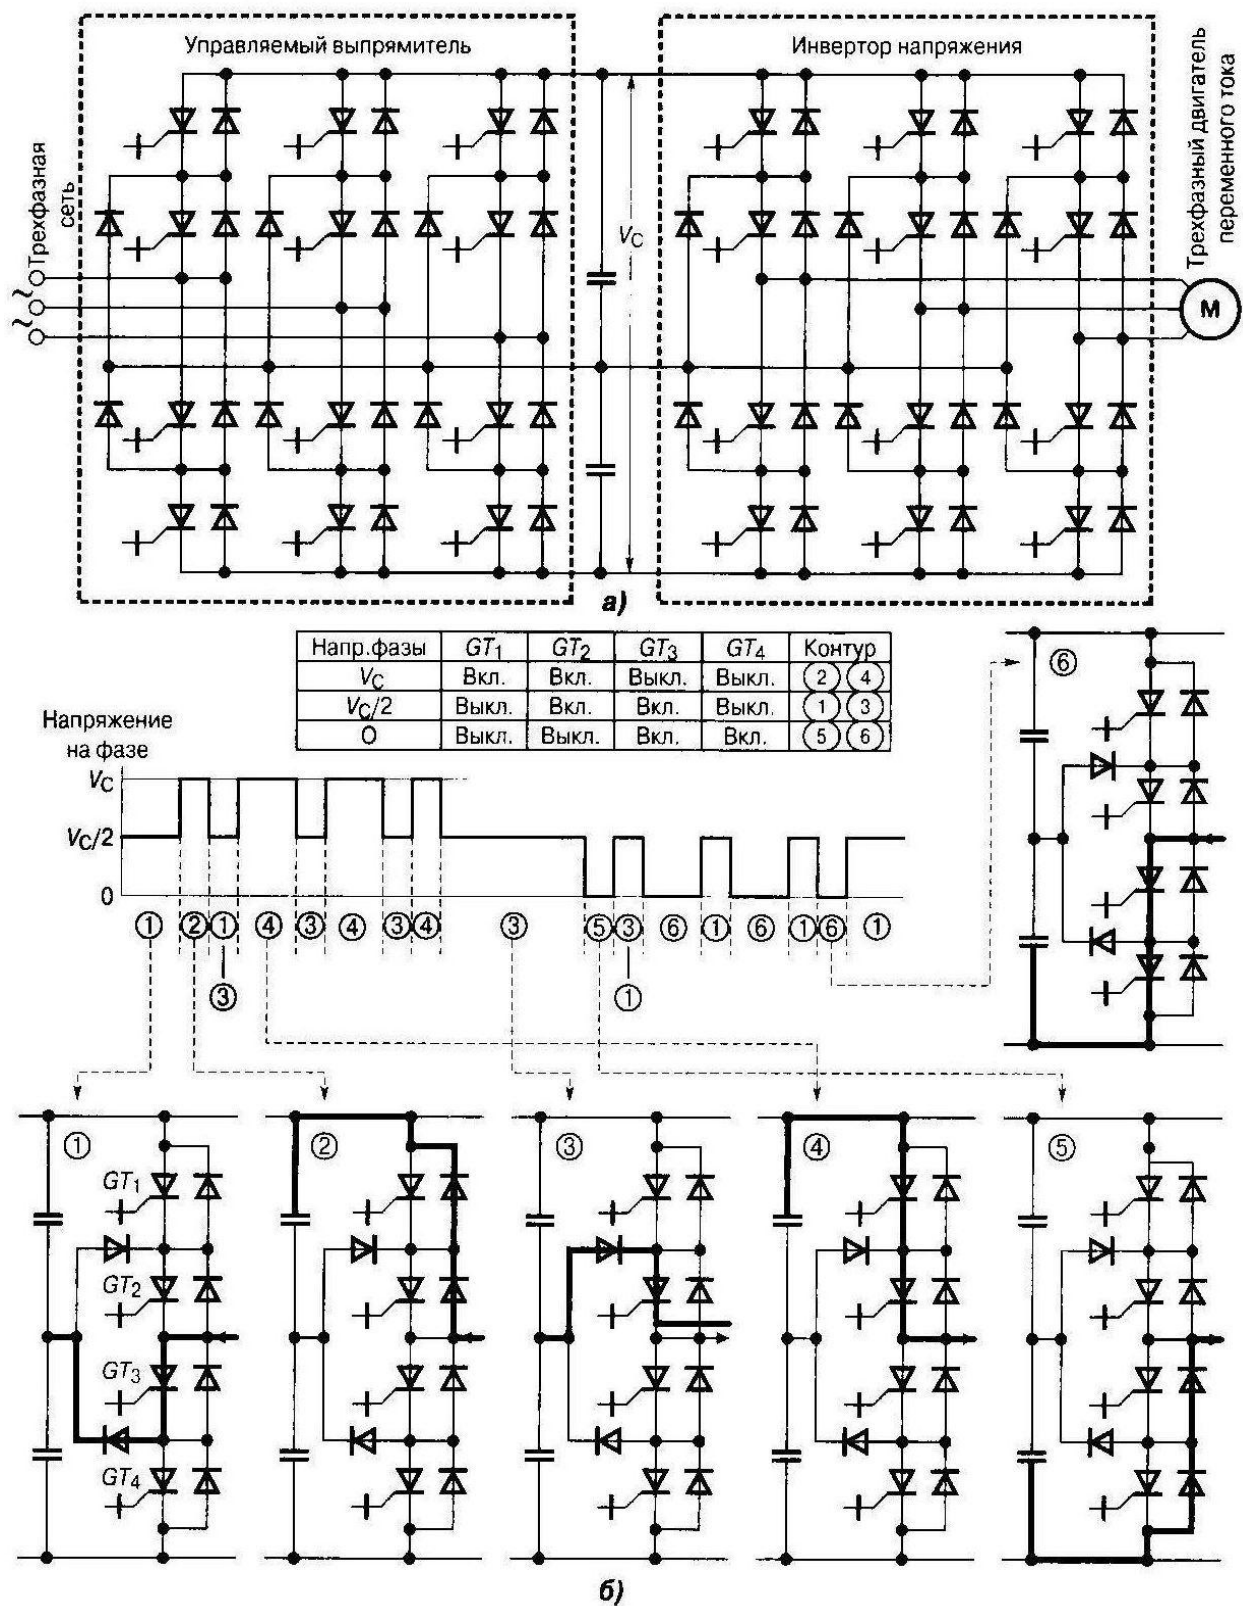 Управляемый выпрямитель
Инвертор напряжения
Трехфазная
сеть
~
~
V_C
Трехфазный двигатель
переменного тока
M
а)
Напр.фазы GT₁ GT₂ GT₃ GT₄ Контур
V_C Вкл. Вкл. Выкл. Выкл. 2 4
V_C/2 Выкл. Вкл. Вкл. Выкл. 1 3
0 Выкл. Выкл. Вкл. Вкл. 5 6
6
Напряжение
на фазе
V_C
V_C/2
0
1 2 1 4 3 4 3 4 3 5 3 6 1 6 1 6 1
3 1
1 2 3 4 5
GT₁
GT₂
GT₃
GT₄
б)